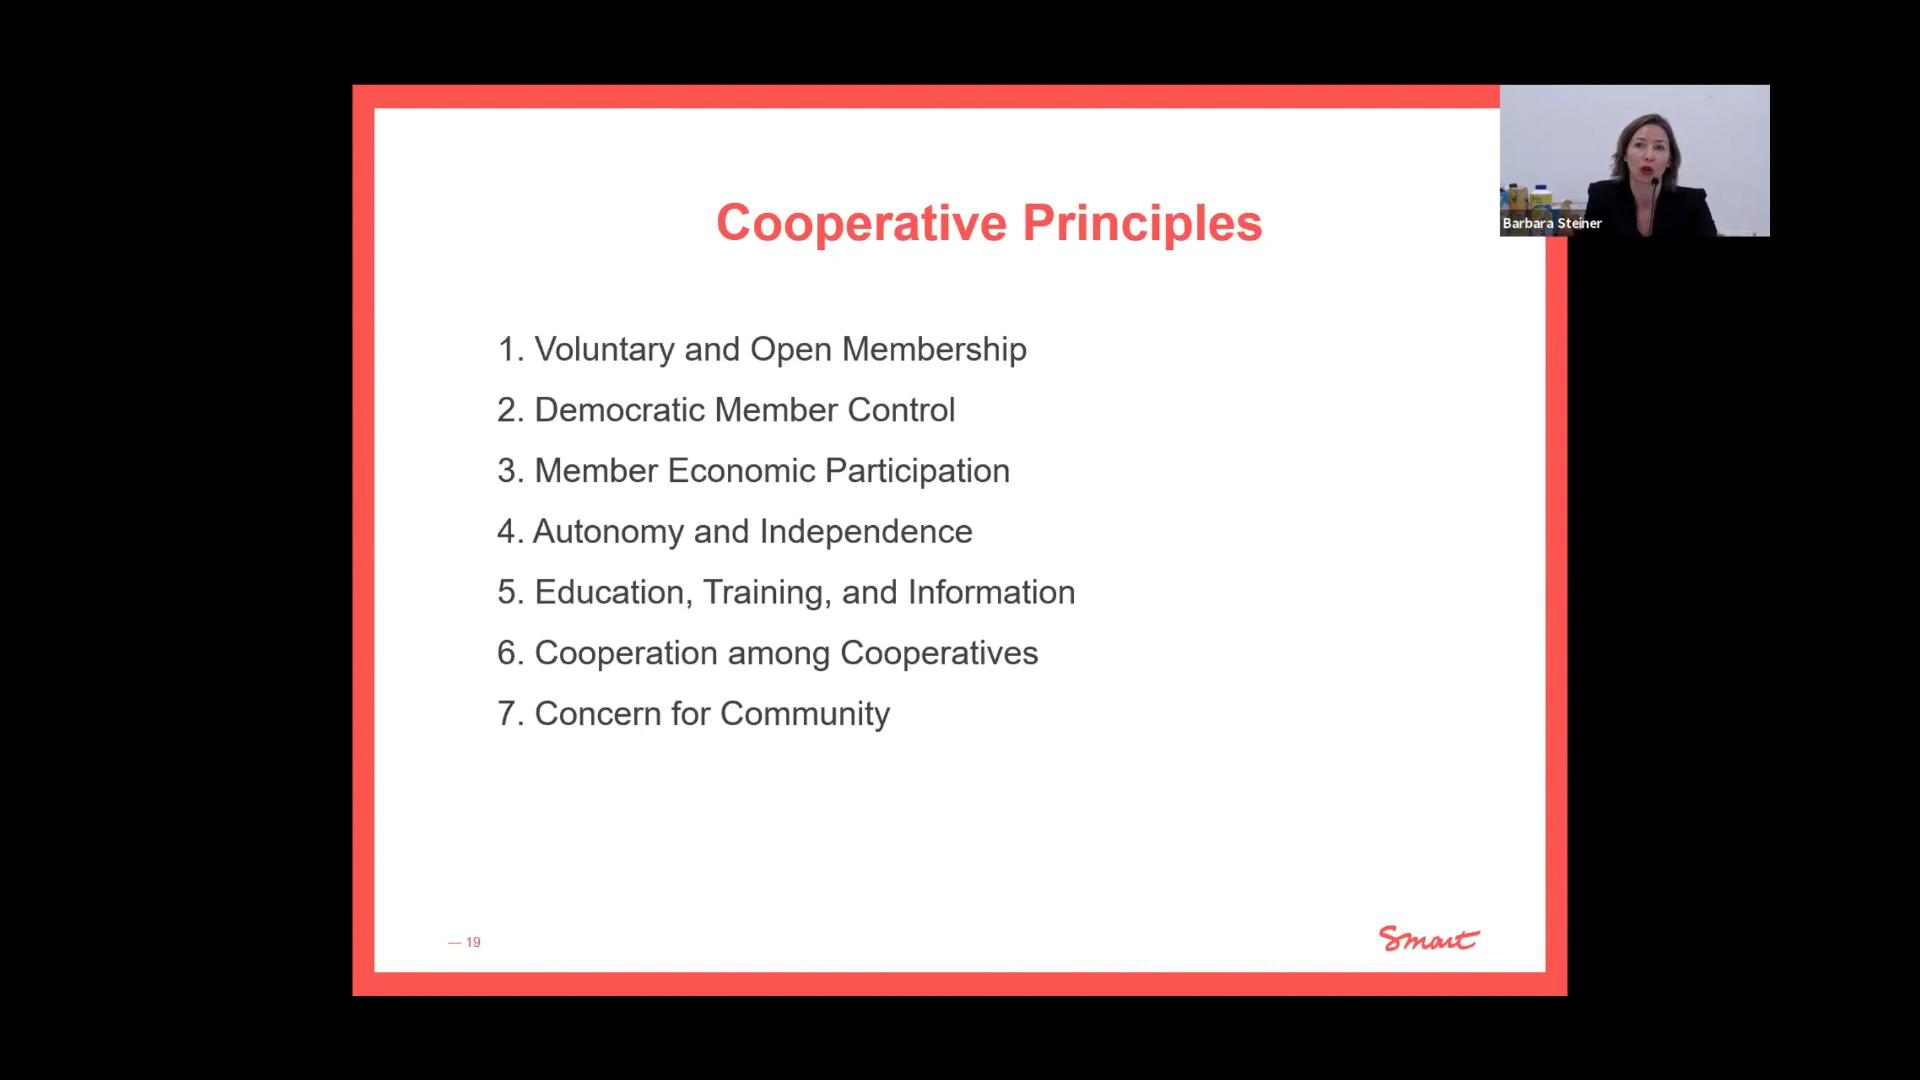 Cooperative Principles
Barbara Steiner
1. Voluntary and Open Membership
2. Democratic Member Control
3. Member Economic Participation
4. Autonomy and Independence
5. Education, Training, and Information
6. Cooperation among Cooperatives
7. Concern for Community
— 19
Smart